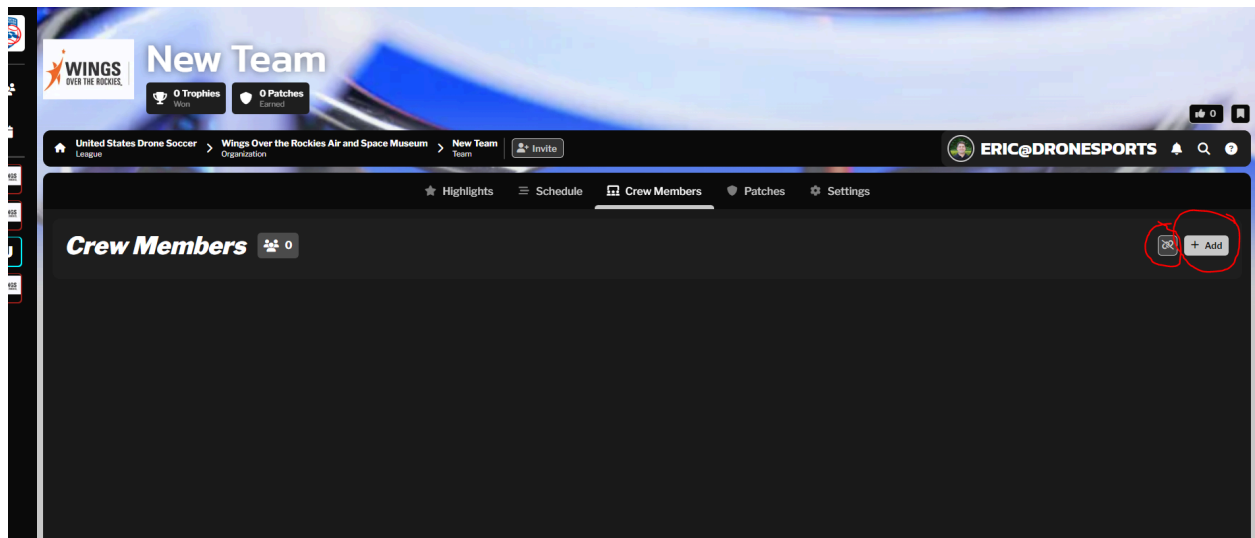 WINGS
OVER THE ROCKIES
New Team
0 Trophies
Won
0 Patches
Earned
0
United States Drone Soccer
League
Wings Over the Rockies Air and Space Museum
Organization
New Team
Team
Invite
ERIC@DRONESPORTS
Highlights
Schedule
Crew Members
Patches
Settings
Crew Members
0
+ Add